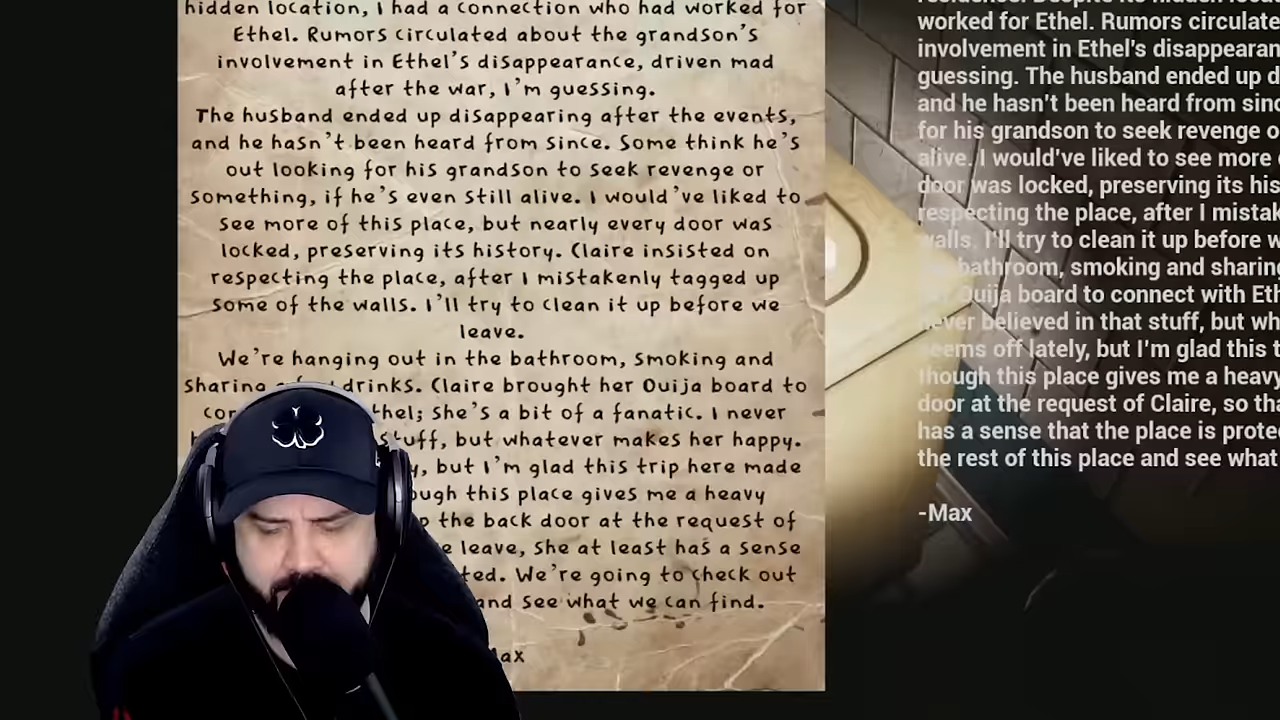 hidden location, I had a connection who had worked for
Ethel. Rumors circulated about the grandson's
involvement in Ethel's disappearance, driven mad
after the war, I'm guessing.
The husband ended up disappearing after the events,
and he hasn't been heard from since. Some think he's
out looking for his grandson to seek revenge or
something, if he's even still alive. I would've liked to
see more of this place, but nearly every door was
locked, preserving its history. Claire insisted on
respecting the place, after I mistakenly tagged up
some of the walls. I'll try to clean it up before we
leave.
We're hanging out in the bathroom, smoking and
sharing drinks. Claire brought her Ouija board to
she's a bit of a fanatic. I never
stuff, but whatever makes her happy.
but I'm glad this trip here made
this place gives me a heavy
the back door at the request of
leave, she at least has a sense
We're going to check out
and see what we can find.
Max
worked for Ethel. Rumors circulate
involvement in Ethel's disappearan
guessing. The husband ended up d
and he hasn't been heard from sinc
for his grandson to seek revenge o
alive. I would've liked to see more
door was locked, preserving its his
respecting the place, after I mistak
walls. I'll try to clean it up before w
bathroom, smoking and sharing
Ouija board to connect with Eth
never believed in that stuff, but wh
seems off lately, but I'm glad this t
though this place gives me a heavy
door at the request of Claire, so tha
has a sense that the place is prote
the rest of this place and see what
-Max